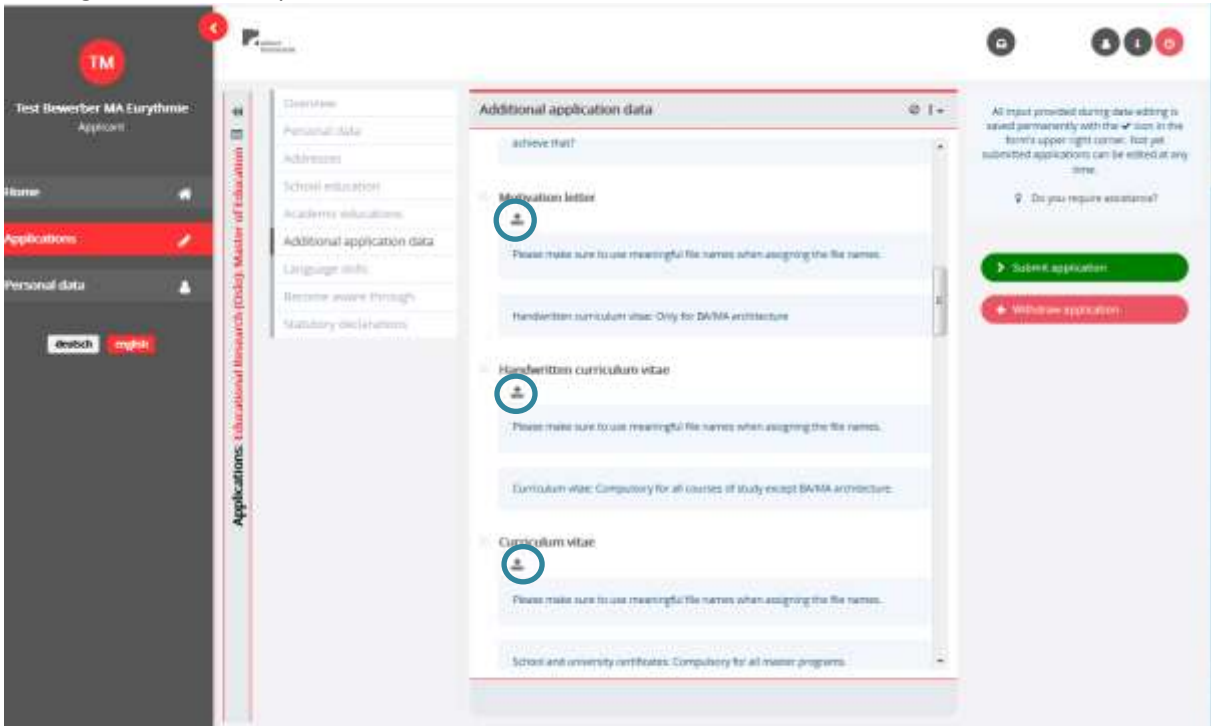 TM
Test Bewerber MA Eurythmie
Applicant
Home
Applications
Personal data
deutsch english
Applications: Educational Research (Oslo), Master of Education
Overview
Personal data
Addresses
School education
Academic educations
Additional application data
Language skills
Become aware through
Statutory declarations
Additional application data
achieve that?
Motivation letter
Please make sure to use meaningful file names when assigning the file names.
Handwritten curriculum vitae: Only for BA/MA architecture
Handwritten curriculum vitae
Please make sure to use meaningful file names when assigning the file names.
Curriculum vitae: Compulsory for all courses of study except BA/MA architecture.
Curriculum vitae
Please make sure to use meaningful file names when assigning the file names.
School and university certificates: Compulsory for all master programs.
All input provided during data editing is
saved permanently with the ✔ icon in the
form's upper right corner. Not yet
submitted applications can be edited at any
time.
Do you require assistance?
Submit application
Withdraw application